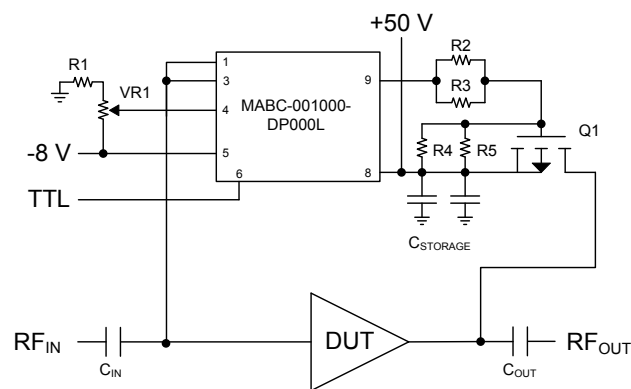 +50 V
R2
R3
R1
VR1
1
3
4
5
6
9
8
MABC-001000-
DP000L
-8 V
TTL
R4
R5
Q1
CSTORAGE
RFIN
CIN
DUT
COUT
RFOUT